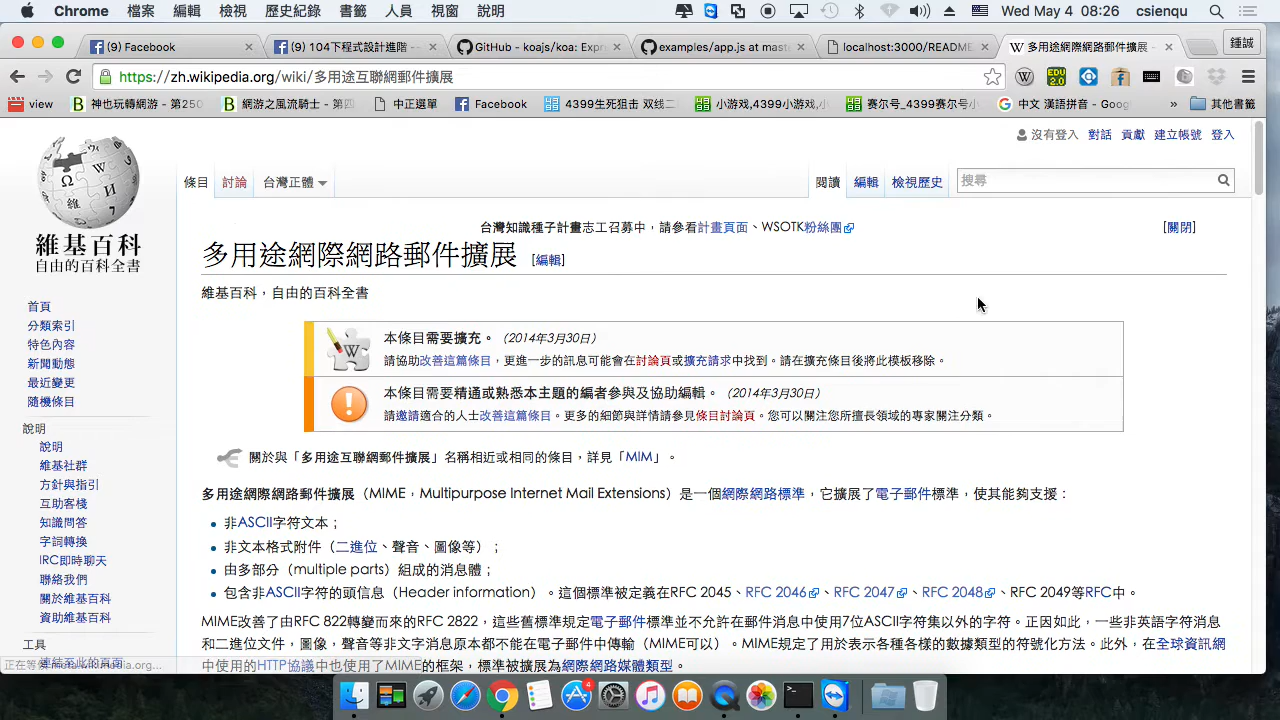 Chrome 檔案 編輯 檢視 歷史紀錄 書籤 人員 視窗 說明 Wed May 4 08:26 csienqu
(9) Facebook (9) 104下程式設計進階 - GitHub - koajs/koa: Expr examples/app.js at maste localhost:3000/README 多用途網際網路郵件擴展 - 鍾誠
https://zh.wikipedia.org/wiki/多用途互聯網郵件擴展
view 神也玩轉網游 - 第250 網游之風流騎士 - 第四 中正選單 Facebook 4399生死狙击 双线二 小游戏,4399小游戏,小 赛尔号_4399赛尔号小 中文 漢語拼音 - Goog » 其他書籤
沒有登入 對話 貢獻 建立帳號 登入
條目 討論 台灣正體 閱讀 編輯 檢視歷史 搜尋
維基百科
自由的百科全書
台灣知識種子計畫志工召募中，請參看計畫頁面、WSOTK粉絲團 [關閉]
多用途網際網路郵件擴展 [編輯]
維基百科，自由的百科全書
本條目需要擴充。 (2014年3月30日)
請協助改善這篇條目，更進一步的訊息可能會在討論頁或擴充請求中找到。請在擴充條目後將此模板移除。
本條目需要精通或熟悉本主題的編者參與及協助編輯。 (2014年3月30日)
請邀請適合的人士改善這篇條目。更多的細節與詳情請參見條目討論頁。您可以關注您所擅長領域的專家關注分類。
關於與「多用途互聯網郵件擴展」名稱相近或相同的條目，詳見「MIM」。
多用途網際網路郵件擴展（MIME，Multipurpose Internet Mail Extensions）是一個網際網路標準，它擴展了電子郵件標準，使其能夠支援：
非ASCII字符文本；
非文本格式附件（二進位、聲音、圖像等）；
由多部分（multiple parts）組成的消息體；
包含非ASCII字符的頭信息（Header information）。這個標準被定義在RFC 2045、RFC 2046、RFC 2047、RFC 2048、RFC 2049等RFC中。
MIME改善了由RFC 822轉變而來的RFC 2822，這些舊標準規定電子郵件標準並不允許在郵件消息中使用7位ASCII字符集以外的字符。正因如此，一些非英語字符消息
和二進位文件，圖像，聲音等非文字消息原本都不能在電子郵件中傳輸（MIME可以）。MIME規定了用於表示各種各樣的數據類型的符號化方法。此外，在全球資訊網
中使用的HTTP協議中也使用了MIME的框架，標準被擴展為網際網路媒體類型。
首頁
分類索引
特色內容
新聞動態
最近變更
隨機條目
說明
說明
維基社群
方針與指引
互助客棧
知識問答
字詞轉換
IRC即時聊天
聯絡我們
關於維基百科
資助維基百科
工具